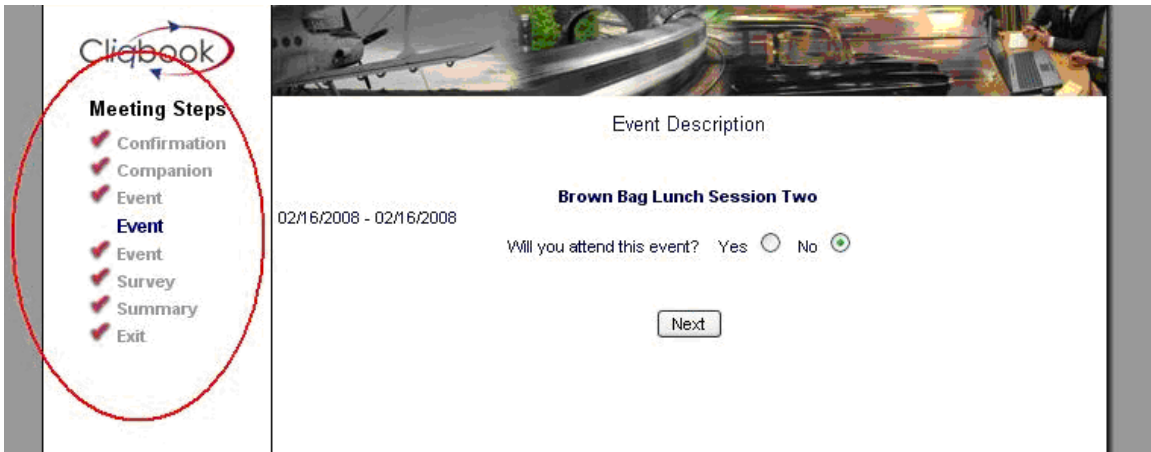 Cliqbook
Meeting Steps
Confirmation
Companion
Event
Event
Event
Survey
Summary
Exit
Event Description
Brown Bag Lunch Session Two
02/16/2008 - 02/16/2008
Will you attend this event? Yes No
Next